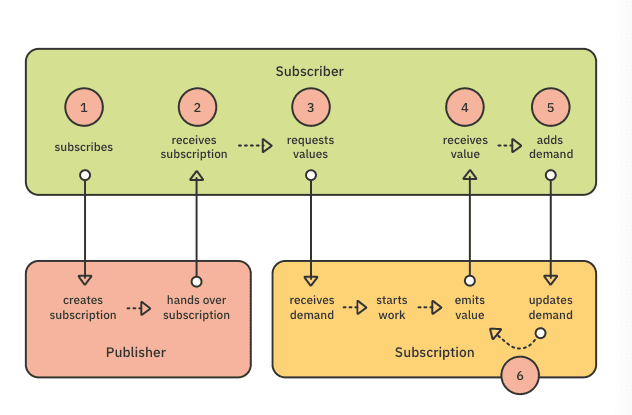 Subscriber
1
2
3
4
5
subscribes
receives
subscription
requests
values
receives
value
adds
demand
creates
subscription
hands over
subscription
Publisher
receives
demand
starts
work
emits
value
updates
demand
Subscription
6